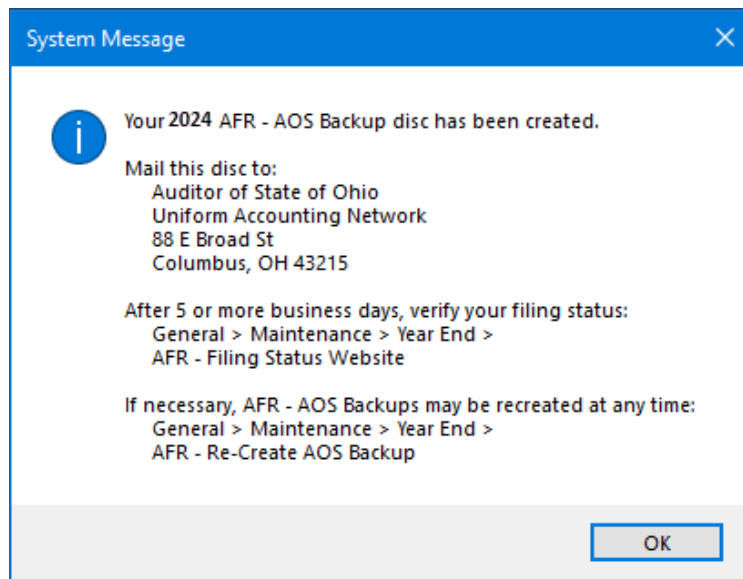 System Message
Your 2024 AFR - AOS Backup disc has been created.
Mail this disc to:
Auditor of State of Ohio
Uniform Accounting Network
88 E Broad St
Columbus, OH 43215
After 5 or more business days, verify your filing status:
General > Maintenance > Year End >
AFR - Filing Status Website
If necessary, AFR - AOS Backups may be recreated at any time:
General > Maintenance > Year End >
AFR - Re-Create AOS Backup
OK